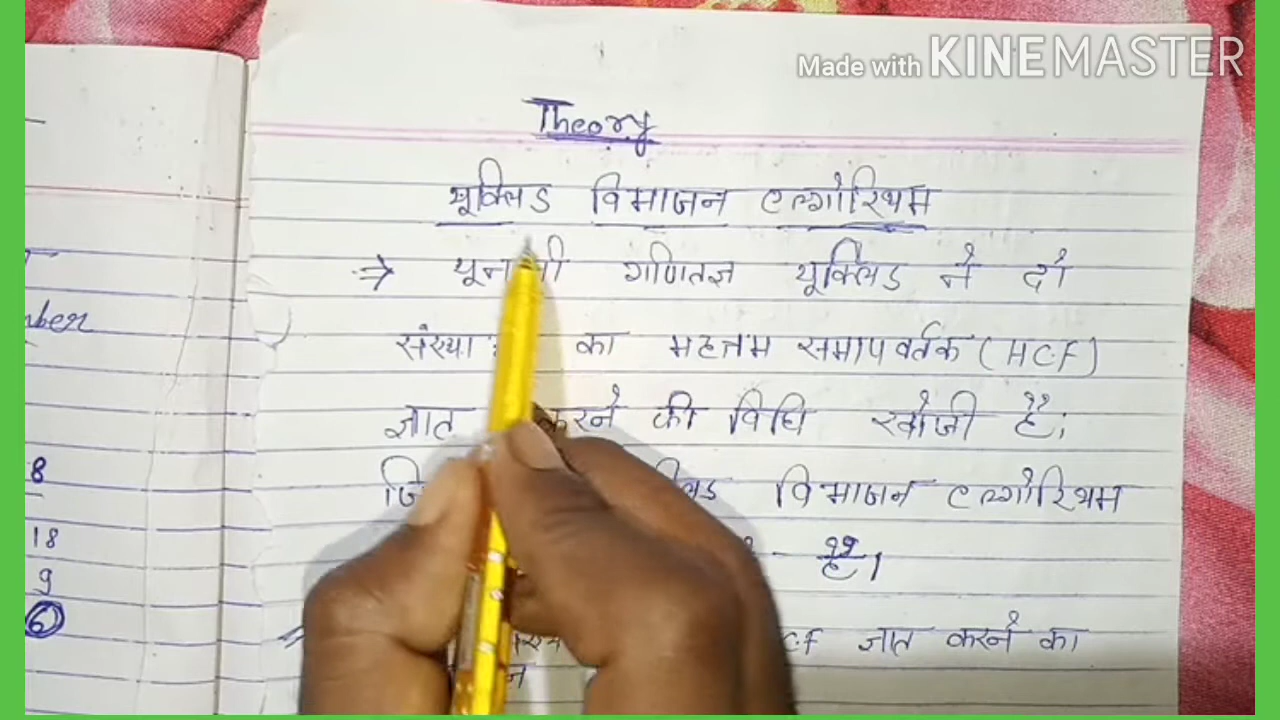 Made with KINEMASTER
Theory
यूक्लिड विभाजन एल्गोरिथम
⇒ गणितज्ञ यूक्लिड ने दो
का महत्तम समापवर्तक (HCF)
ज्ञात करने की विधि खोजी है;
विभाजन एल्गोरिथम
है।
ज्ञात करने का
8
18
9
6